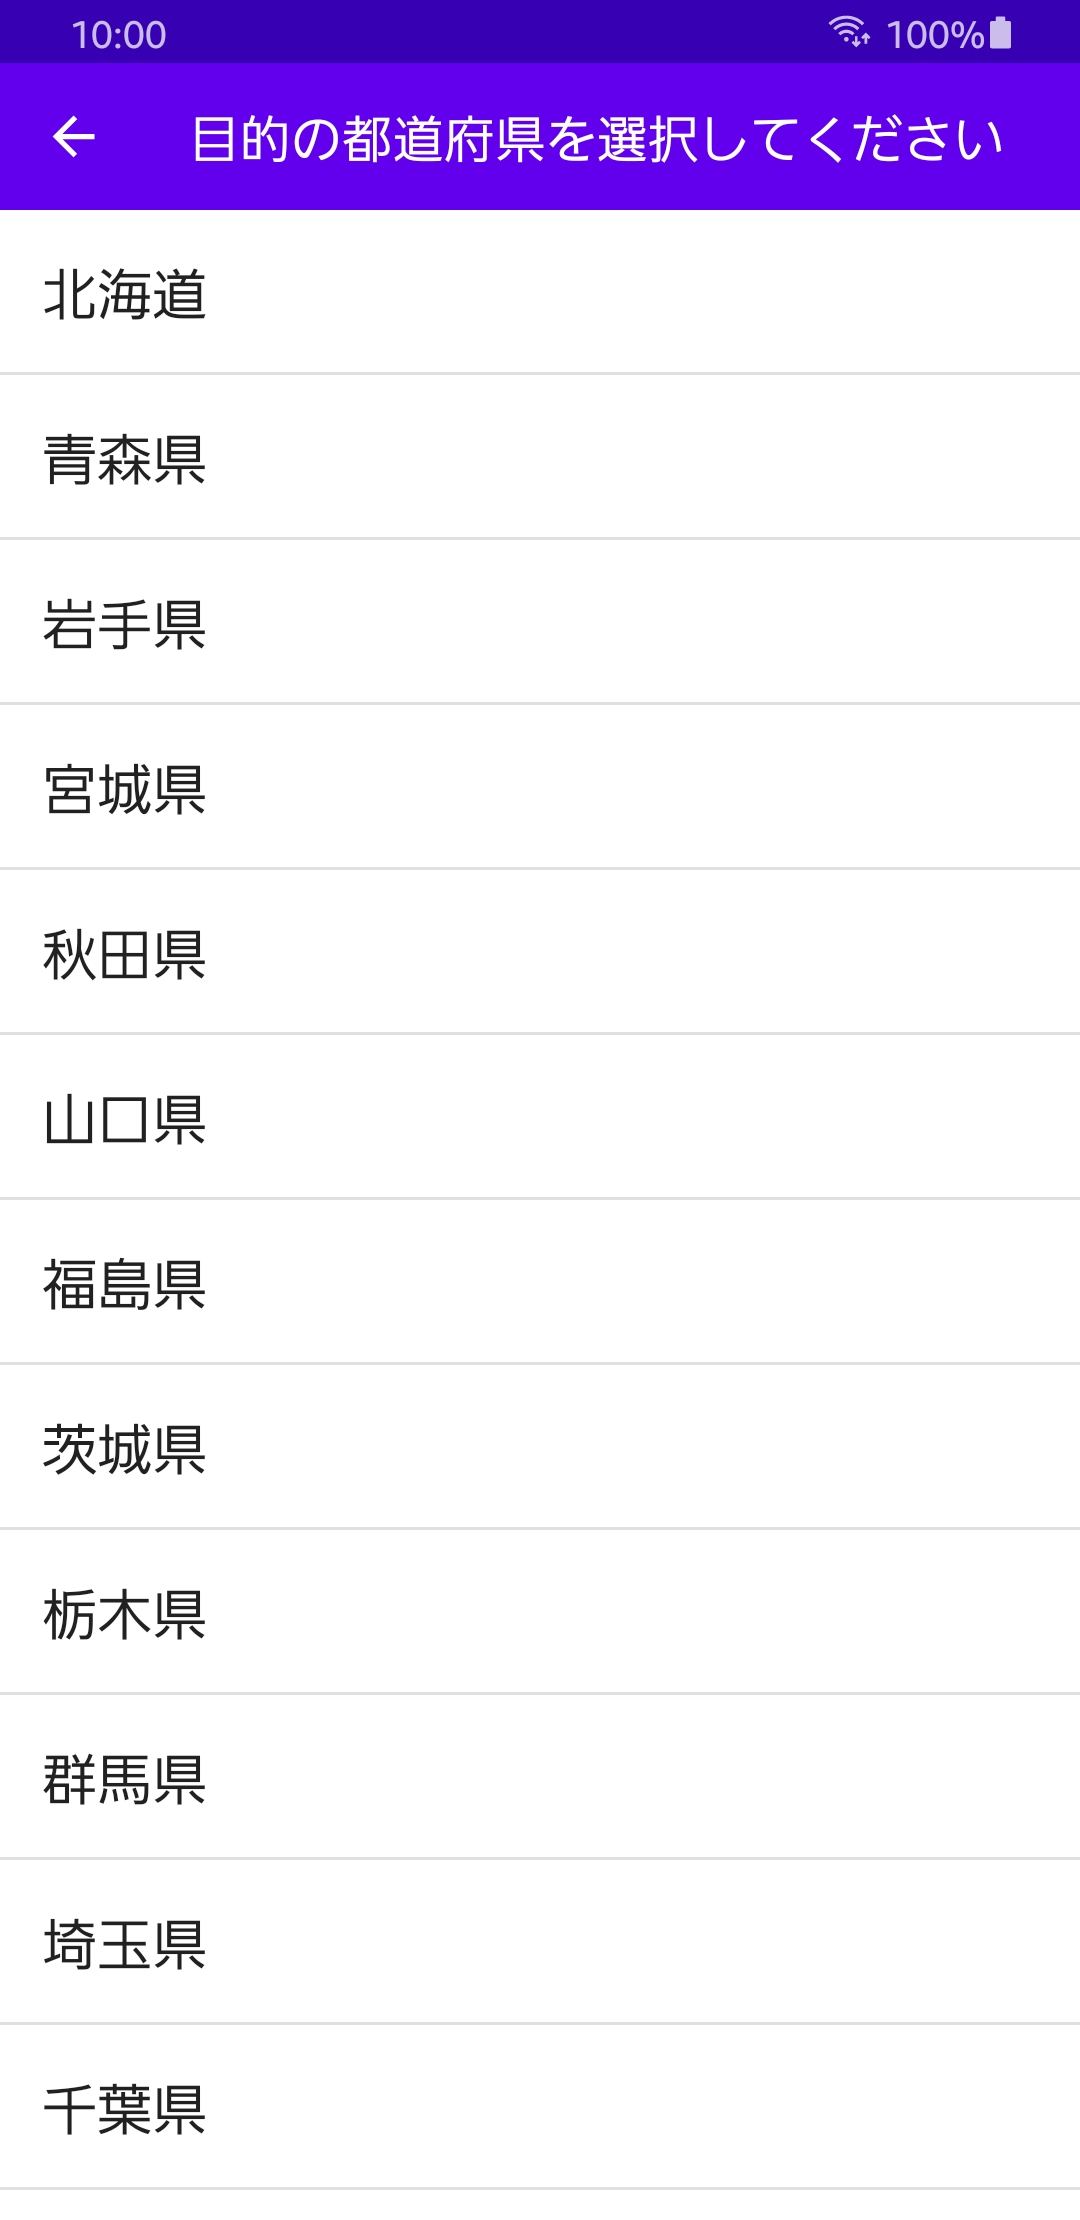 10:00 100%
目的の都道府県を選択してください
北海道
青森県
岩手県
宮城県
秋田県
山口県
福島県
茨城県
栃木県
群馬県
埼玉県
千葉県